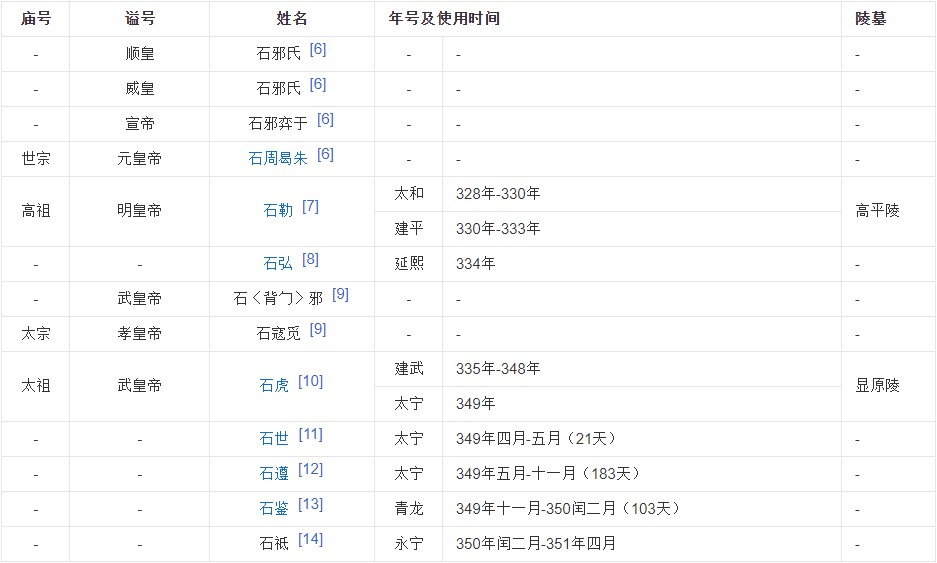 庙号 谥号 姓名 年号及使用时间 陵墓
- 顺皇 石邪氏 [6] - - -
- 威皇 石邪氏 [6] - - -
- 宣帝 石邪弈于 [6] - - -
世宗 元皇帝 石周曷朱 [6] - - -
高祖 明皇帝 石勒 [7] 太和 328年-330年 高平陵
建平 330年-333年
- - 石弘 [8] 延熙 334年 -
- 武皇帝 石〈背勹〉邪 [9] - - -
太宗 孝皇帝 石寇觅 [9] - - -
太祖 武皇帝 石虎 [10] 建武 335年-348年 显原陵
太宁 349年
- - 石世 [11] 太宁 349年四月-五月（21天） -
- - 石遵 [12] 太宁 349年五月-十一月（183天） -
- - 石鉴 [13] 青龙 349年十一月-350闰二月（103天） -
- - 石祗 [14] 永宁 350年闰二月-351年四月 -